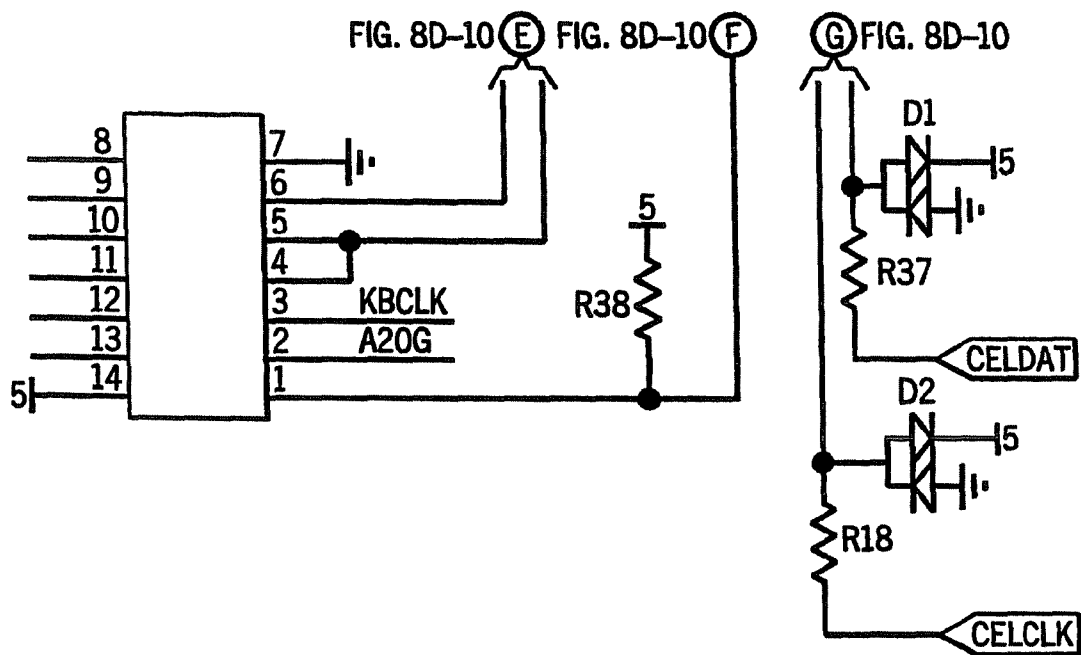 FIG. 8D-10 E FIG. 8D-10 F G FIG. 8D-10
D1
8 7
5
9 6
10 5
5
11 4
R37
12 3 KBCLK
R38
13 2 A20G
CELDAT
5 14 1
D2
5
R18
CELCLK